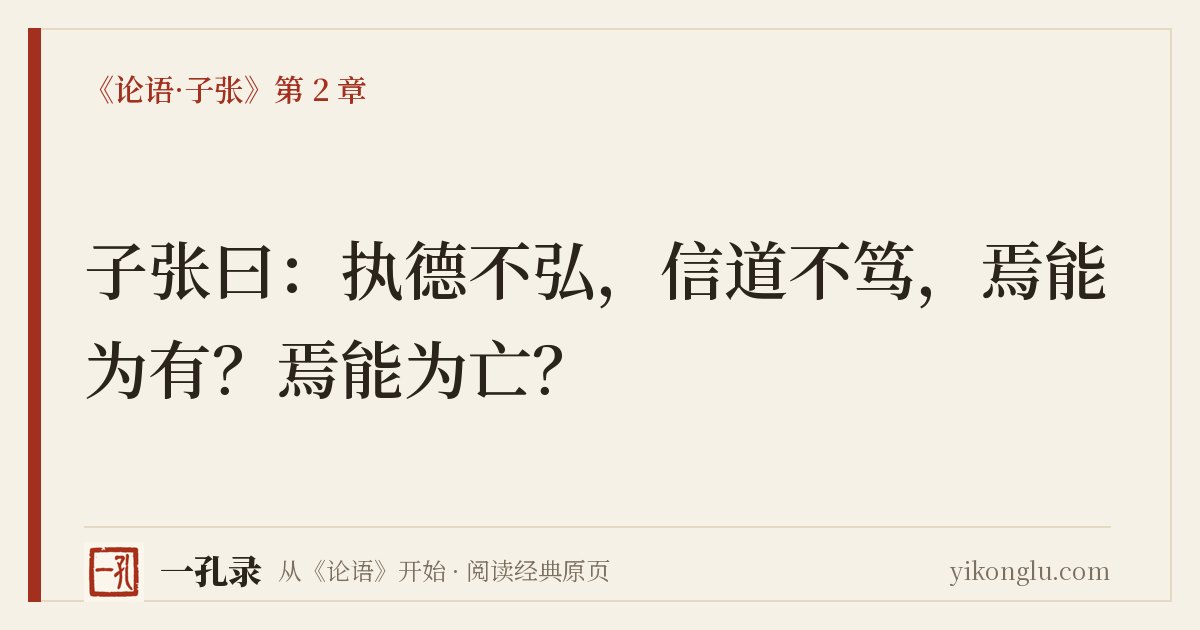 《论语·子张》第 2 章
子张曰：执德不弘，信道不笃，焉能
为有？焉能为亡？
一孔
一孔录 从《论语》开始 · 阅读经典原页
yikonglu.com